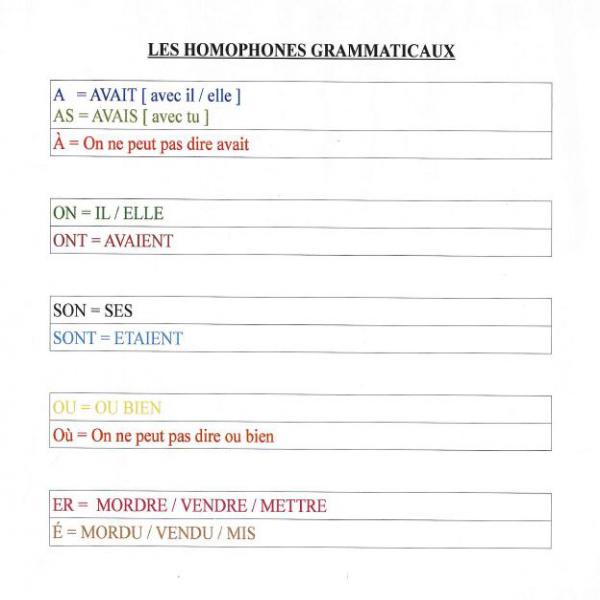 LES HOMOPHONES GRAMMATICAUX
A = AVAIT [ avec il / elle ]
AS = AVAIS [ avec tu ]
À = On ne peut pas dire avait
ON = IL / ELLE
ONT = AVAIENT
SON = SES
SONT = ETAIENT
OU = OU BIEN
Où = On ne peut pas dire ou bien
ER = MORDRE / VENDRE / METTRE
É = MORDU / VENDU / MIS